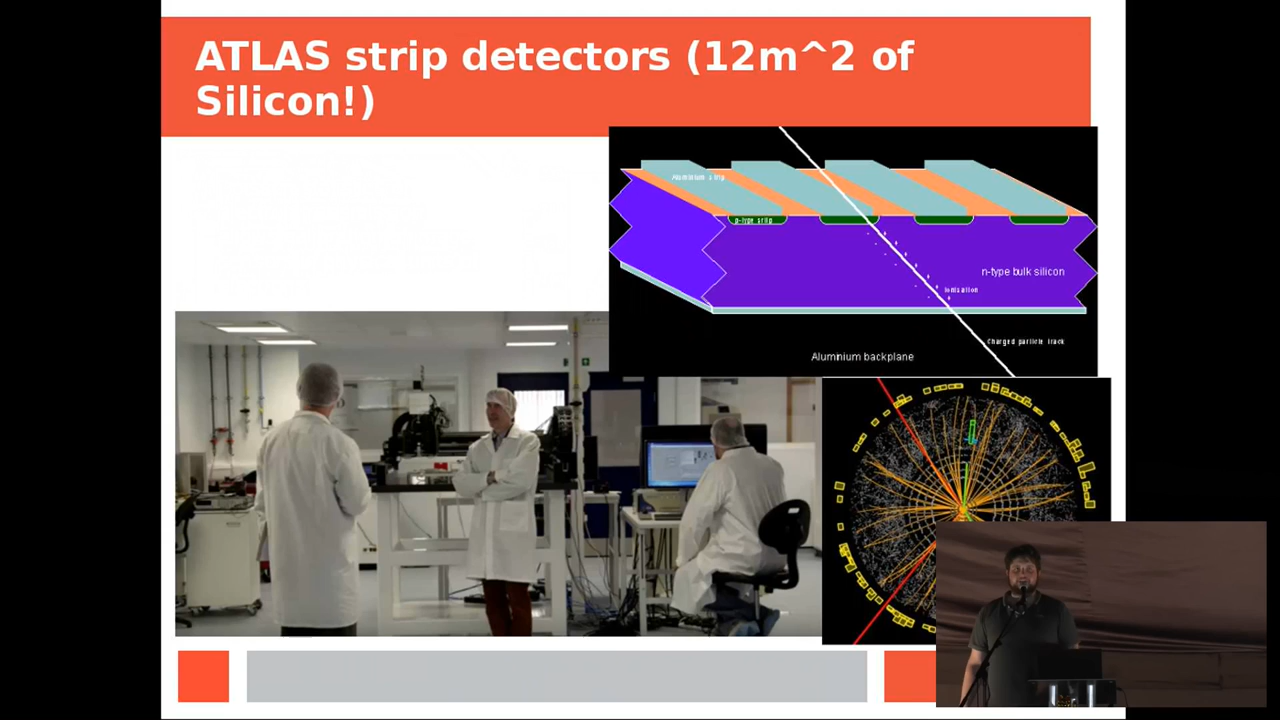 ATLAS strip detectors (12m^2 of
Silicon!)
Aluminium strip
p-type strip
n-type bulk silicon
Ionization
Charged particle track
Aluminium backplane